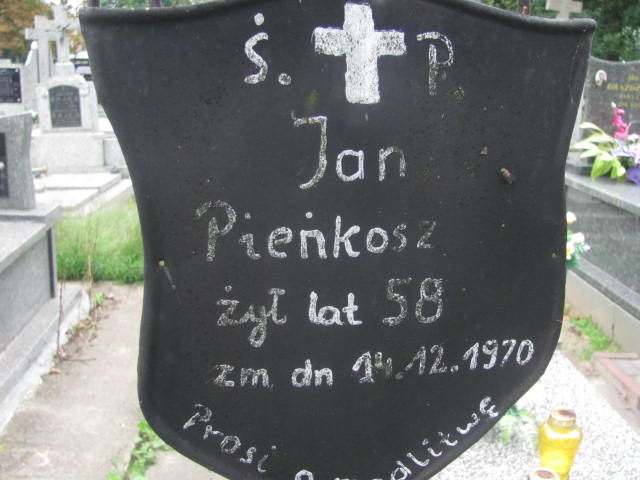 Ś. P.
Jan
Pieńkosz
żył lat 58
zm dn 14.12.1970
Prosi o modlitwę